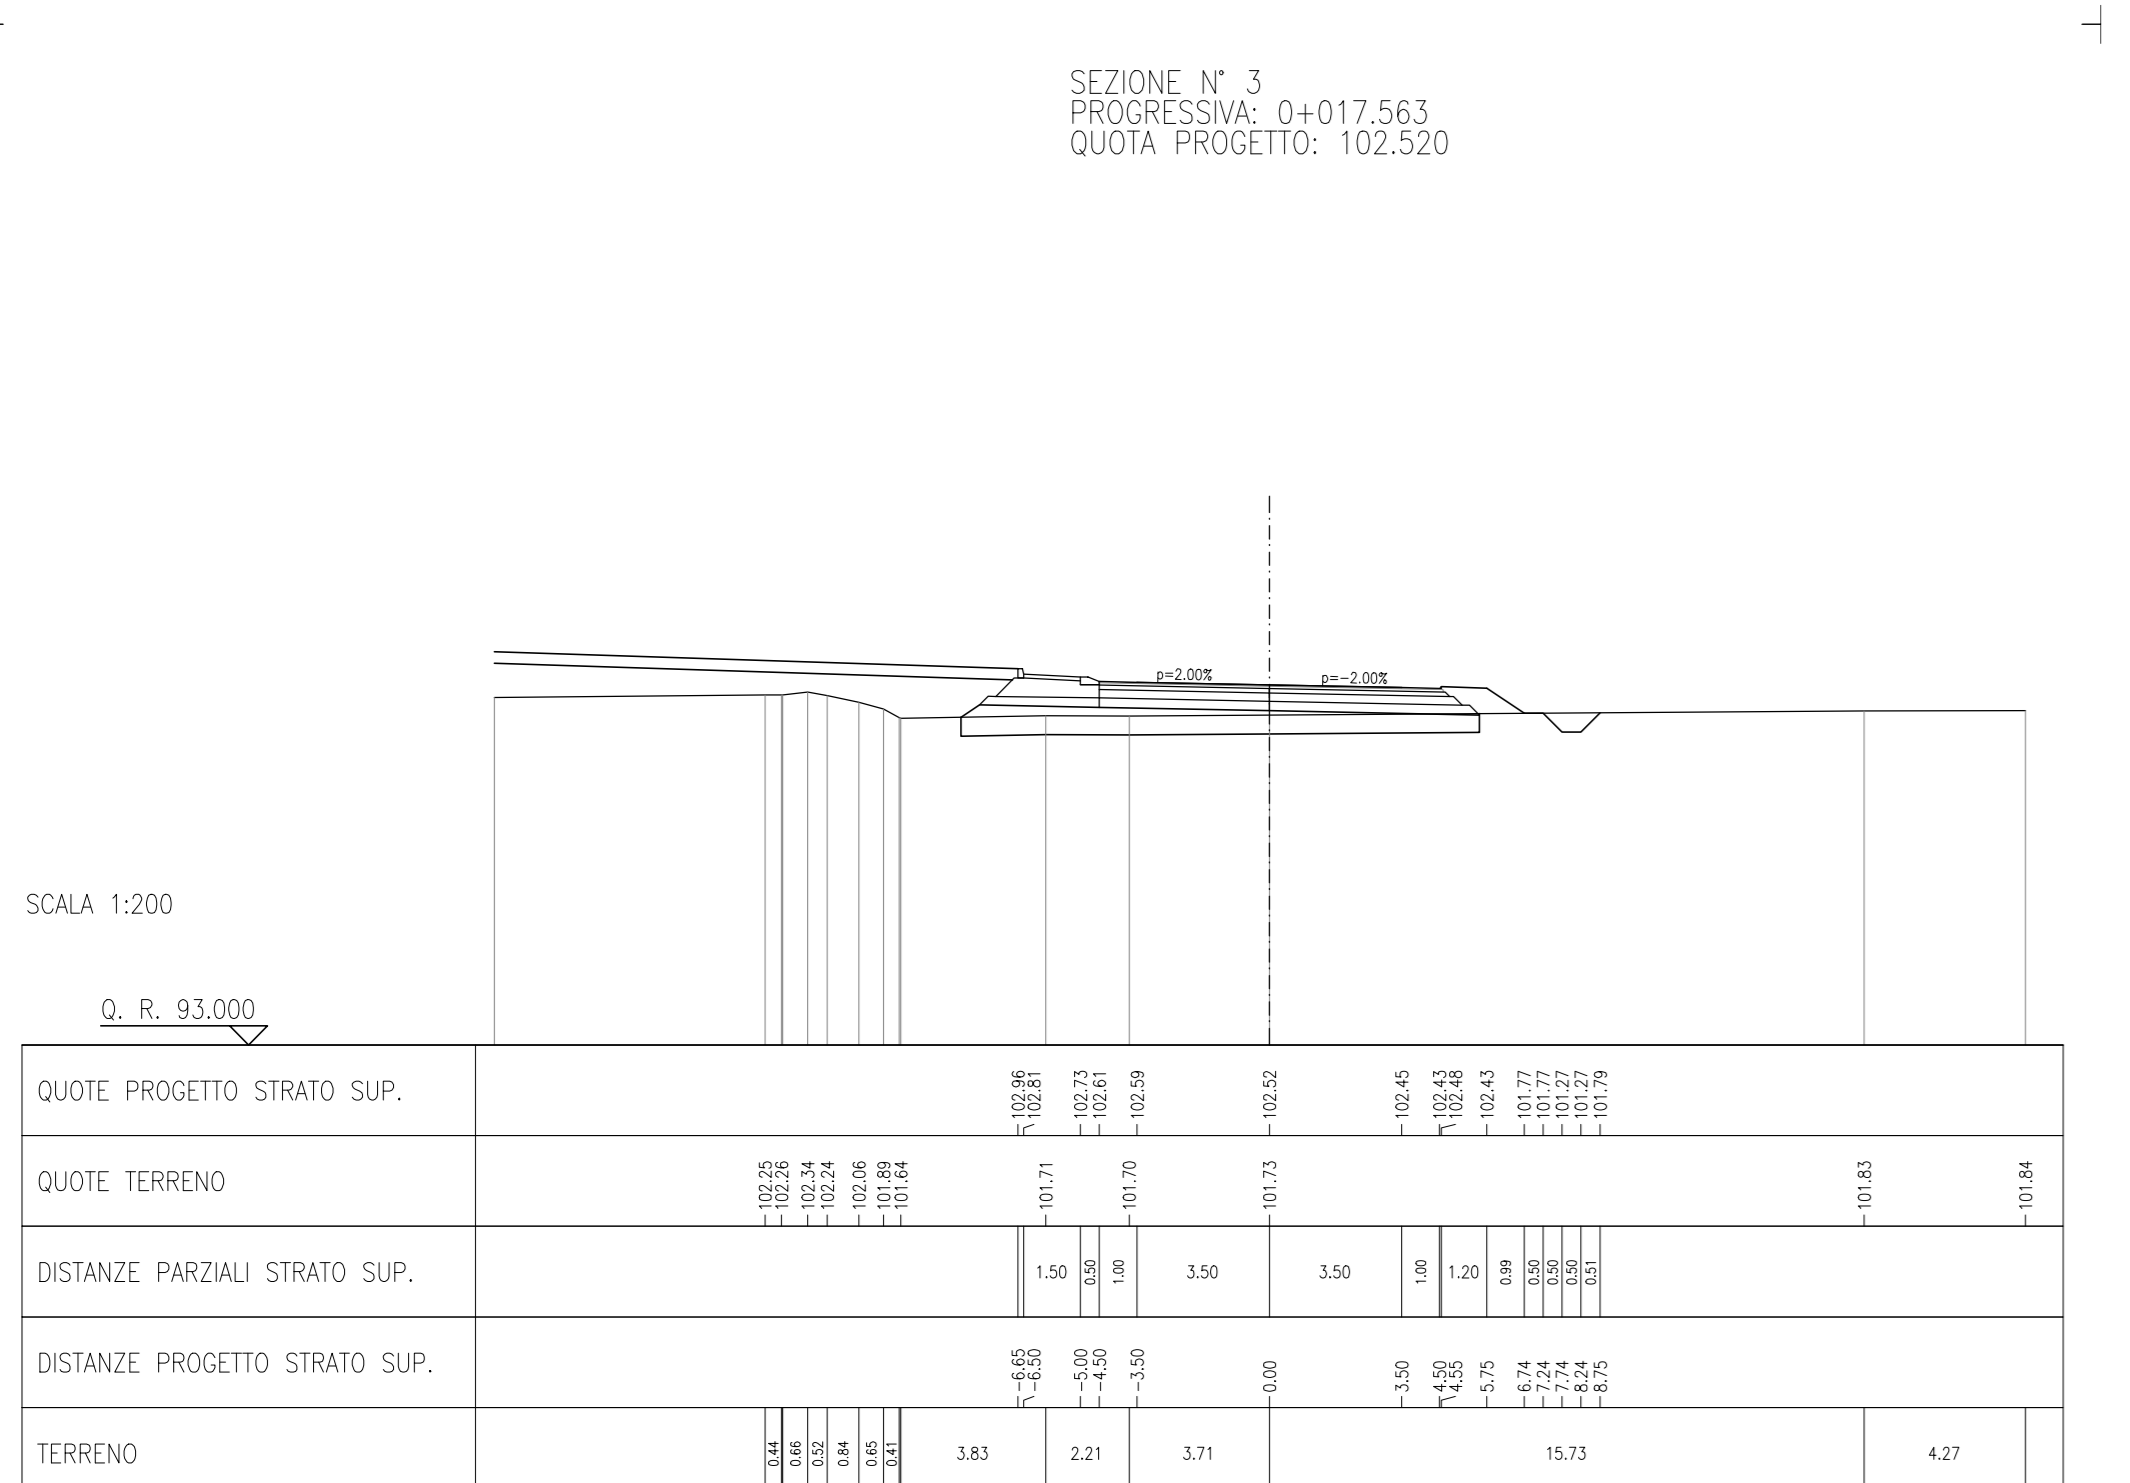 SEZIONE N° 3
PROGRESSIVA: 0+017.563
QUOTA PROGETTO: 102.520
p=2.00%
p=-2.00%
SCALA 1:200
Q. R. 93.000
QUOTE PROGETTO STRATO SUP.
102.96 102.81 102.73 102.61 102.59 102.52 102.45 102.43 102.48 102.43 101.77 101.77 101.27 101.27 101.79
QUOTE TERRENO
102.25 102.26 102.34 102.24 102.06 101.89 101.64 101.71 101.70 101.73 101.83 101.84
DISTANZE PARZIALI STRATO SUP.
1.50 0.50 1.00 3.50 3.50 1.00 1.20 0.99 0.50 0.50 0.50 0.51
DISTANZE PROGETTO STRATO SUP.
-6.65 -6.50 -5.00 -4.50 -3.50 0.00 3.50 4.50 4.55 5.75 6.74 7.24 7.74 8.24 8.75
TERRENO
0.44 0.66 0.52 0.84 0.65 0.41 3.83 2.21 3.71 15.73 4.27